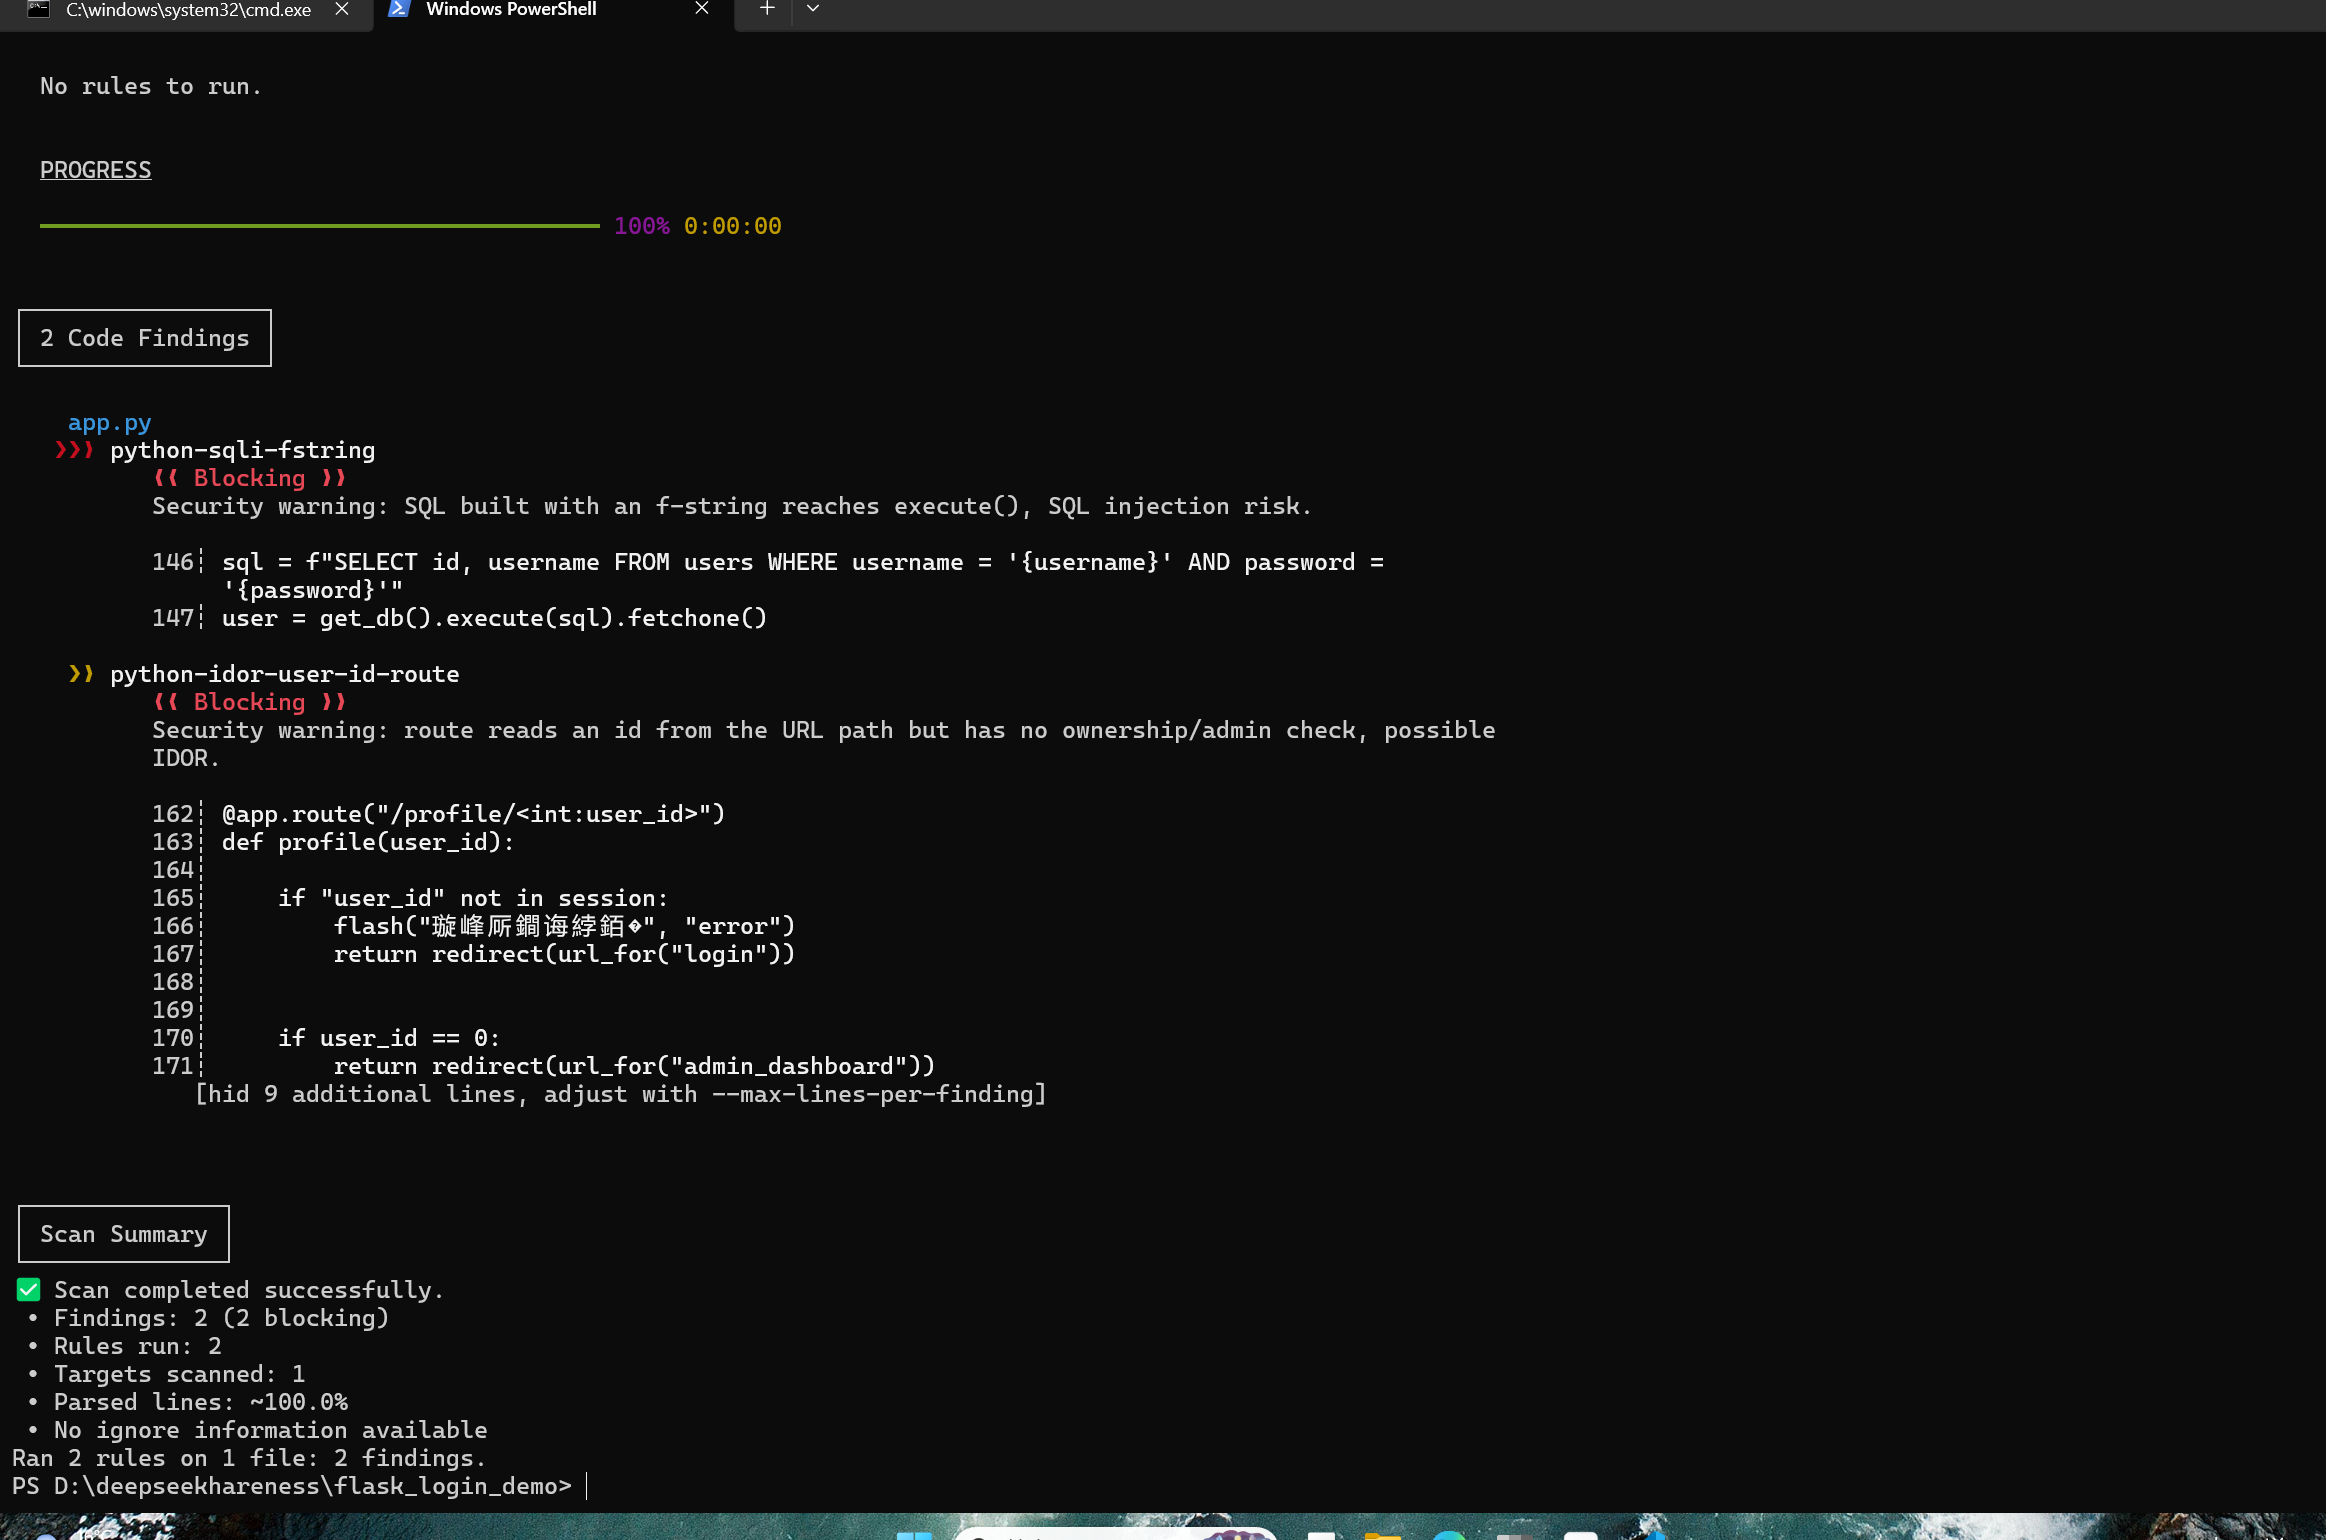 C:\windows\system32\cmd.exe
Windows PowerShell
No rules to run.
PROGRESS
100% 0:00:00
2 Code Findings
app.py
❯❯❱ python-sqli-fstring
❰❰ Blocking ❱❱
Security warning: SQL built with an f-string reaches execute(), SQL injection risk.
146┆ sql = f"SELECT id, username FROM users WHERE username = '{username}' AND password =
'{password}'"
147┆ user = get_db().execute(sql).fetchone()
❯❱ python-idor-user-id-route
❰❰ Blocking ❱❱
Security warning: route reads an id from the URL path but has no ownership/admin check, possible
IDOR.
162┆ @app.route("/profile/<int:user_id>")
163┆ def profile(user_id):
164┆
165┆     if "user_id" not in session:
166┆         flash("璇峰厛鐧诲綍銆�", "error")
167┆         return redirect(url_for("login"))
168┆
169┆
170┆     if user_id == 0:
171┆         return redirect(url_for("admin_dashboard"))
[hid 9 additional lines, adjust with --max-lines-per-finding]
Scan Summary
✅ Scan completed successfully.
• Findings: 2 (2 blocking)
• Rules run: 2
• Targets scanned: 1
• Parsed lines: ~100.0%
• No ignore information available
Ran 2 rules on 1 file: 2 findings.
PS D:\deepseekhareness\flask_login_demo>